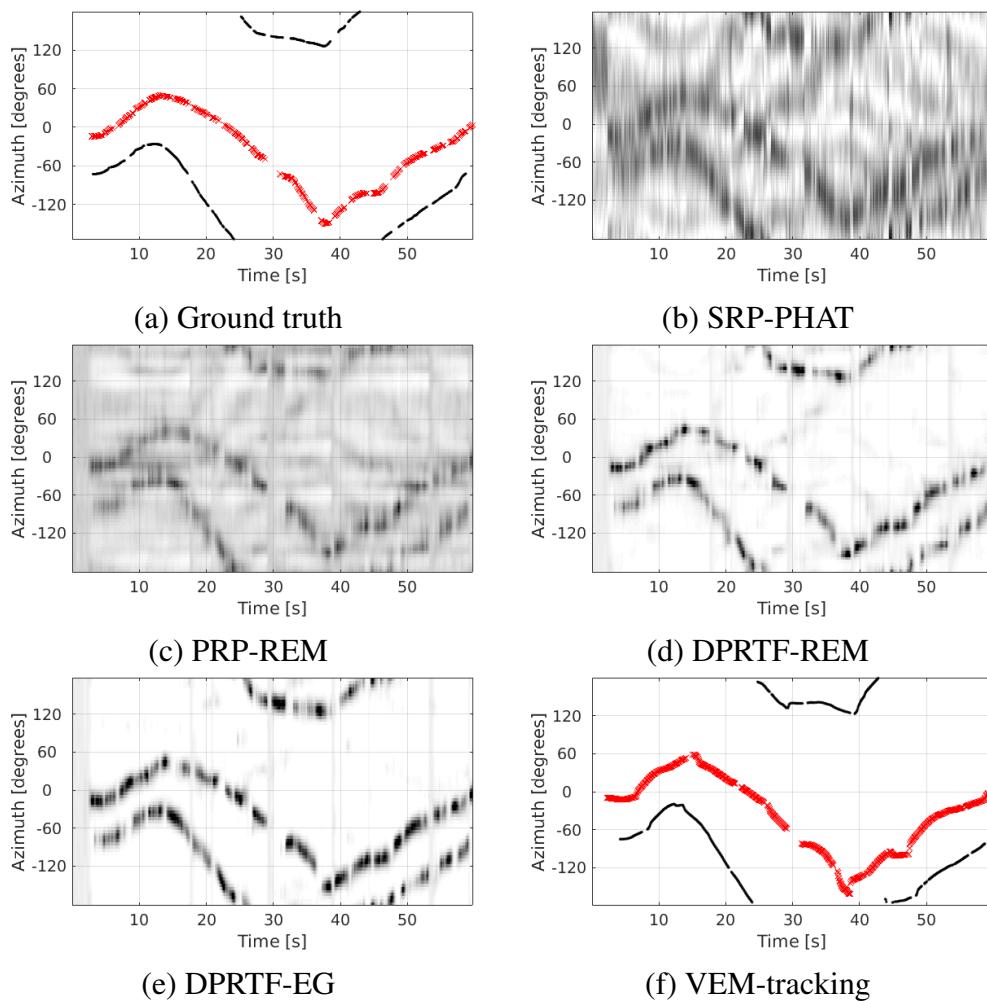 120
60
0
-60
-120
Azimuth [degrees]
10 20 30 40 50
Time [s]
(a) Ground truth
120
60
0
-60
-120
Azimuth [degrees]
10 20 30 40 50
Time [s]
(b) SRP-PHAT
120
60
0
-60
-120
Azimuth [degrees]
10 20 30 40 50
Time [s]
(c) PRP-REM
120
60
0
-60
-120
Azimuth [degrees]
10 20 30 40 50
Time [s]
(d) DPRTF-REM
120
60
0
-60
-120
Azimuth [degrees]
10 20 30 40 50
Time [s]
(e) DPRTF-EG
120
60
0
-60
-120
Azimuth [degrees]
10 20 30 40 50
Time [s]
(f) VEM-tracking